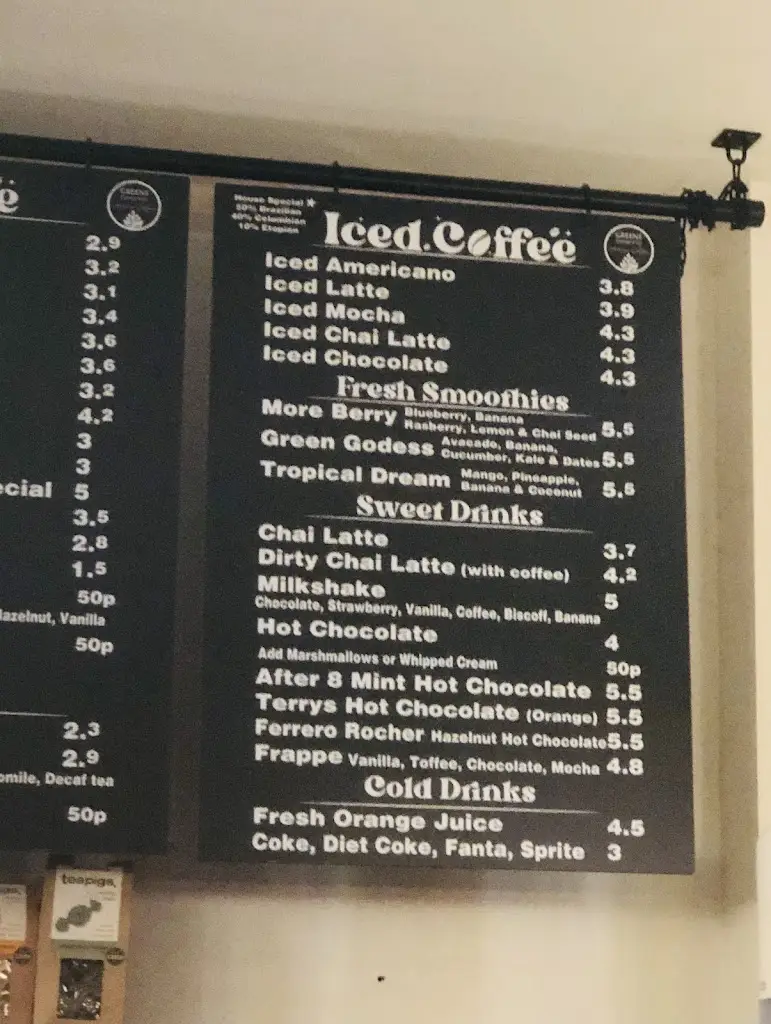 2.9
3.2
3.1
3.4
3.6
3.6
3.2
4.2
3
3
ecial 5
3.5
2.8
1.5
50p
azelnut, Vanilla
50p
2.3
2.9
omile, Decaf tea
50p
House Special
50% Brazilian
40% Columbian
10% Etopian
Iced Coffee
GREENS
Iced Americano 3.8
Iced Latte 3.9
Iced Mocha 4.3
Iced Chai Latte 4.3
Iced Chocolate 4.3
Fresh Smoothies
More Berry Blueberry, Banana
Rasberry, Lemon & Chai Seed 5.5
Green Godess Avacado, Banana,
Cucumber, Kale & Dates 5.5
Tropical Dream Mango, Pineapple,
Banana & Coconut 5.5
Sweet Drinks
Chai Latte 3.7
Dirty Chai Latte (with coffee) 4.2
Milkshake 5
Chocolate, Strawberry, Vanilla, Coffee, Biscoff, Banana
Hot Chocolate 4
Add Marshmallows or Whipped Cream 50p
After 8 Mint Hot Chocolate 5.5
Terrys Hot Chocolate (Orange) 5.5
Ferrero Rocher Hazelnut Hot Chocolate 5.5
Frappe Vanilla, Toffee, Chocolate, Mocha 4.8
Cold Drinks
Fresh Orange Juice 4.5
Coke, Diet Coke, Fanta, Sprite 3
teapigs.